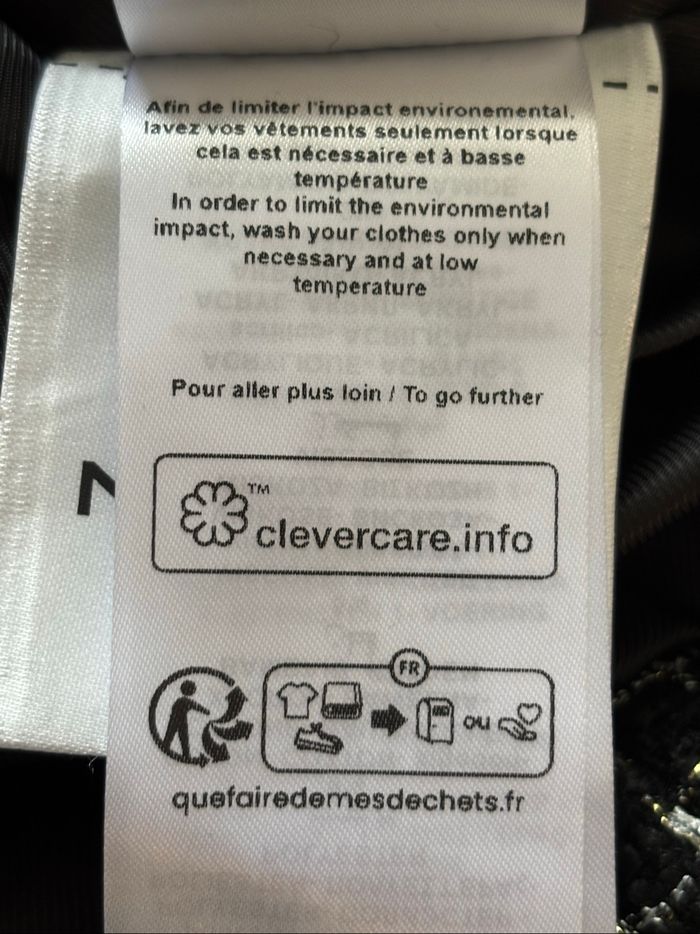 Afin de limiter l'impact environemental,
lavez vos vêtements seulement lorsque
cela est nécessaire et à basse
température
In order to limit the environmental
impact, wash your clothes only when
necessary and at low
temperature
Pour aller plus loin / To go further
TM
clevercare.info
FR
ou
quefairedemesdechets.fr